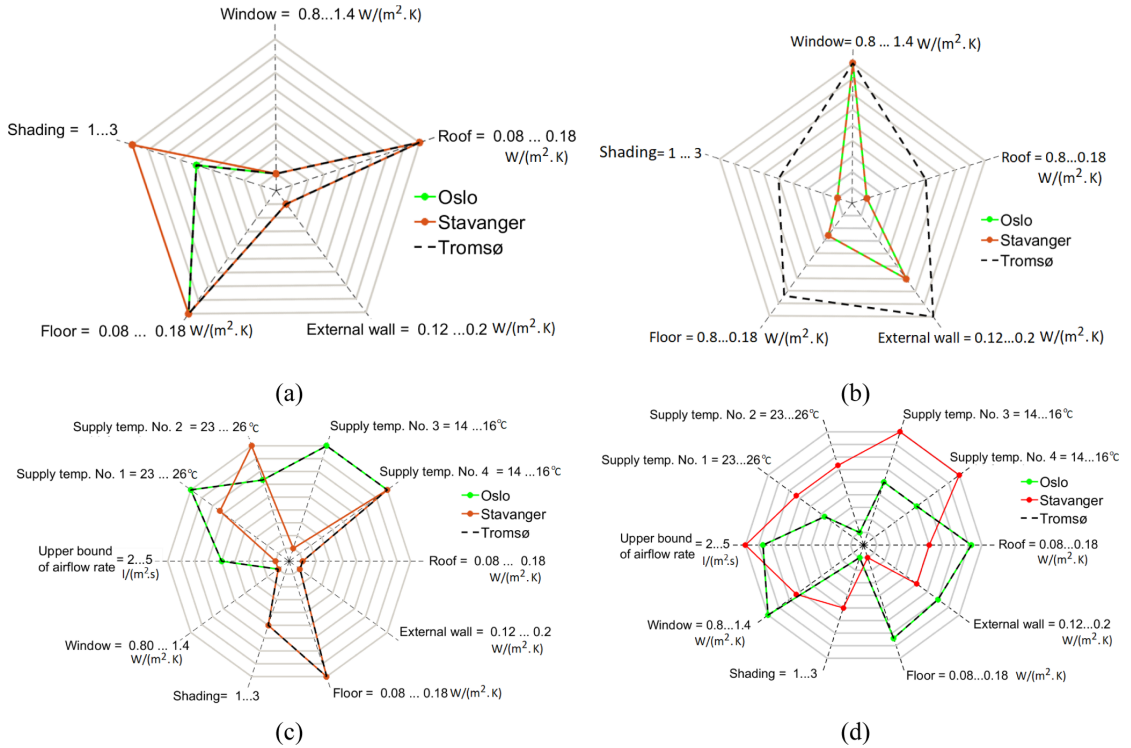 Window = 0.8...1.4 W/(m².K)
Shading = 1...3
Roof = 0.08 ... 0.18
W/(m².K)
Oslo
Stavanger
Tromsø
Floor = 0.08 ... 0.18 W/(m².K)
External wall = 0.12 ...0.2 W/(m².K)
(a)
Window= 0.8 ... 1.4 W/(m².K)
Shading= 1 ... 3
Roof = 0.8...0.18
W/(m².K)
Oslo
Stavanger
Tromsø
Floor = 0.8...0.18 W/(m².K)
External wall = 0.12...0.2 W/(m².K)
(b)
Supply temp. No. 2 = 23 ... 26°C
Supply temp. No. 3 = 14 ...16°C
Supply temp. No. 1 = 23 ... 26°C
Supply temp. No. 4 = 14 ...16°C
Oslo
Stavanger
Tromsø
Upper bound
of airflow rate = 2...5
l/(m².s)
Roof = 0.08 ... 0.18
W/(m².K)
Window = 0.80 ... 1.4
W/(m².K)
External wall = 0.12 ... 0.2
W/(m².K)
Shading= 1...3
Floor = 0.08 ... 0.18 W/(m².K)
(c)
Supply temp. No. 2 = 23...26°C
Supply temp. No. 3 = 14...16°C
Supply temp. No. 1 = 23...26°C
Supply temp. No. 4 = 14...16°C
Oslo
Stavanger
Tromsø
Upper bound
of airflow rate = 2...5
l/(m².s)
Roof = 0.08...0.18
W/(m².K)
Window = 0.8...1.4
W/(m².K)
External wall = 0.12...0.2
W/(m².K)
Shading = 1...3
Floor = 0.08...0.18 W/(m².K)
(d)